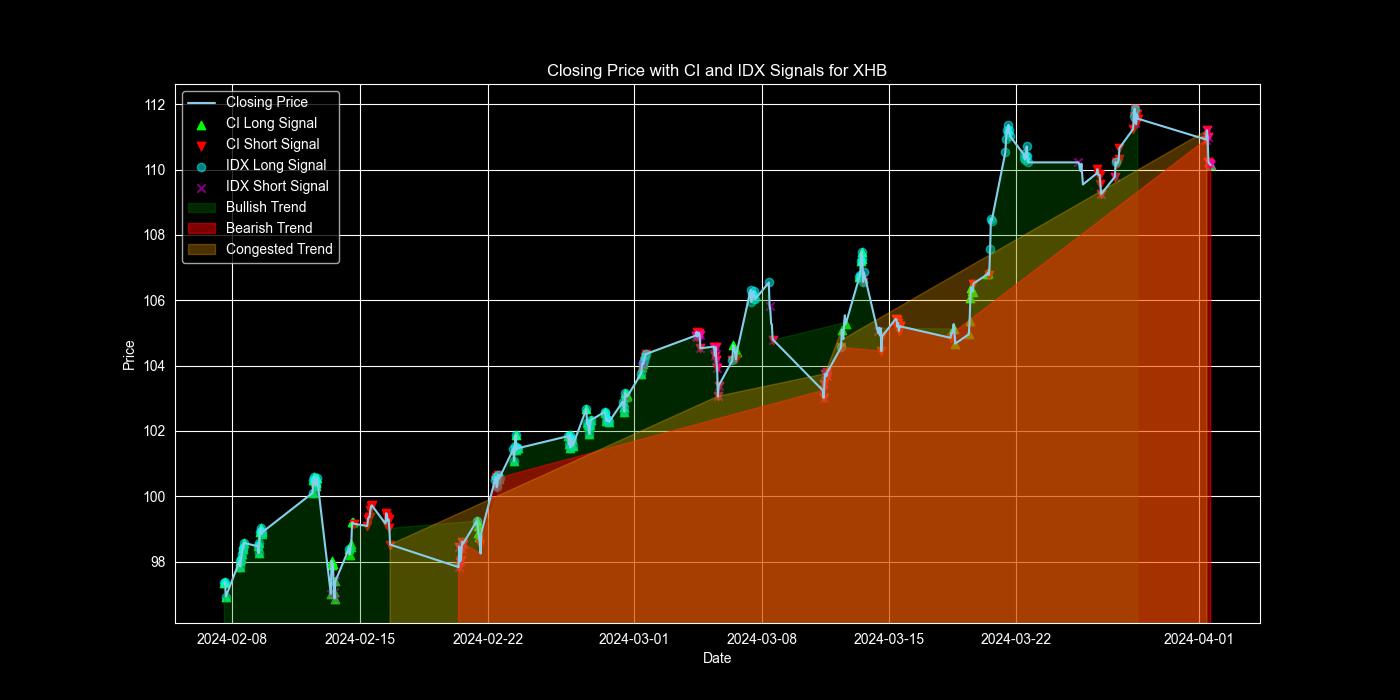 Closing Price with CI and IDX Signals for XHB
112
110
108
106
104
102
100
98
Price
Closing Price
CI Long Signal
CI Short Signal
IDX Long Signal
IDX Short Signal
Bullish Trend
Bearish Trend
Congested Trend
2024-02-08
2024-02-15
2024-02-22
2024-03-01
2024-03-08
2024-03-15
2024-03-22
2024-04-01
Date